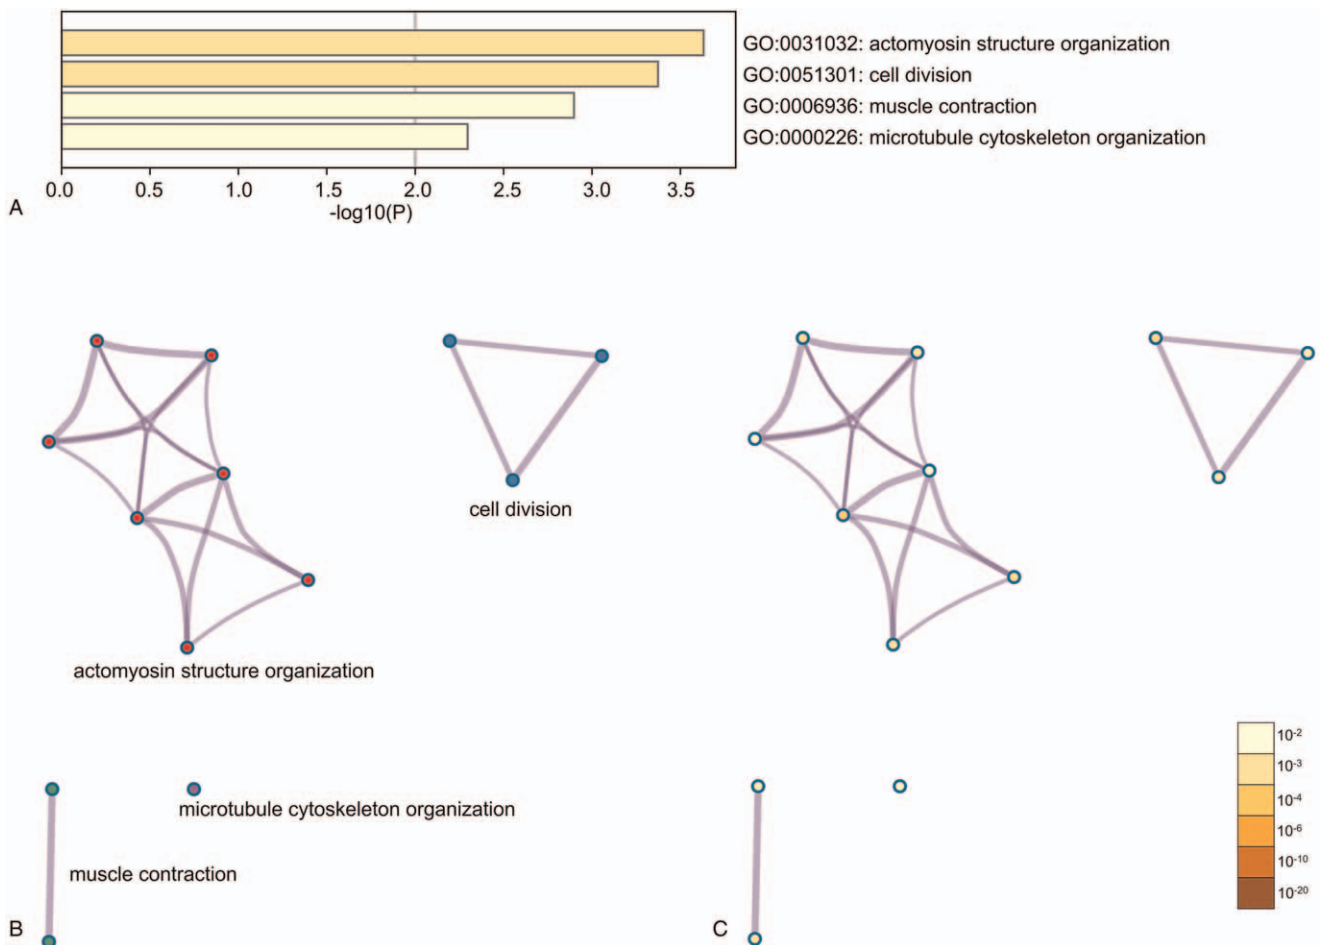 GO:0031032: actomyosin structure organization
GO:0051301: cell division
GO:0006936: muscle contraction
GO:0000226: microtubule cytoskeleton organization
0.0 0.5 1.0 1.5 2.0 2.5 3.0 3.5
-log10(P)
A
cell division
actomyosin structure organization
microtubule cytoskeleton organization
muscle contraction
B
C
10-2
10-3
10-4
10-6
10-10
10-20